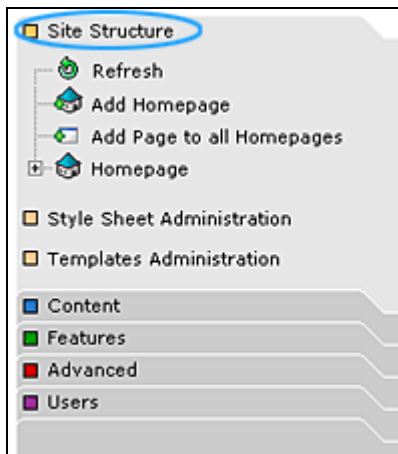 Site Structure
Refresh
Add Homepage
Add Page to all Homepages
Homepage
Style Sheet Administration
Templates Administration
Content
Features
Advanced
Users